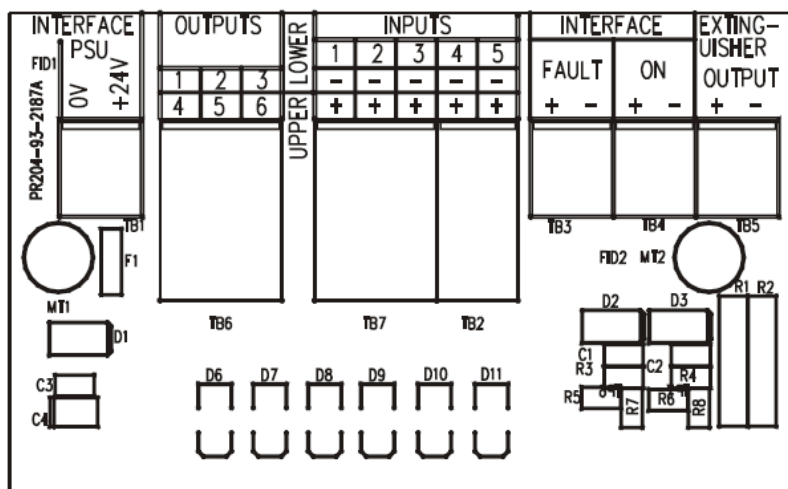 INTERFACE OUTPUTS INPUTS INTERFACE EXTING-
PSU UISHER
FID1 LOWER 1 2 3 4 5 FAULT ON OUTPUT
0V +24V 1 2 3 - - - - -
4 5 6 UPPER + + + + + + - + - + -
PR204-93-2187A
TB1 TB3 TB4 TB5
F1 FID2 MT2
MT1 R1 R2
D1 TB6 TB7 TB2 D2 D3
C1 C2
R3 R4
C3 D6 D7 D8 D9 D10 D11
C4 R5 R7 R6 R8